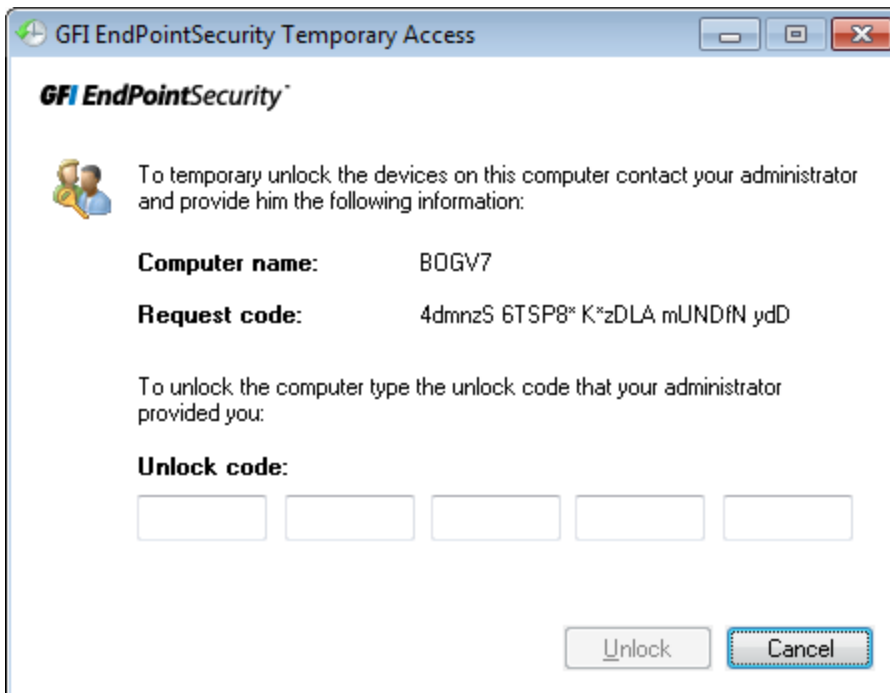 GFI EndPointSecurity Temporary Access
GFI EndPointSecurity™
To temporary unlock the devices on this computer contact your administrator
and provide him the following information:
Computer name: BOGV7
Request code: 4dmnzS 6TSP8* K*zDLA mUNDfN ydD
To unlock the computer type the unlock code that your administrator
provided you:
Unlock code:
Unlock Cancel